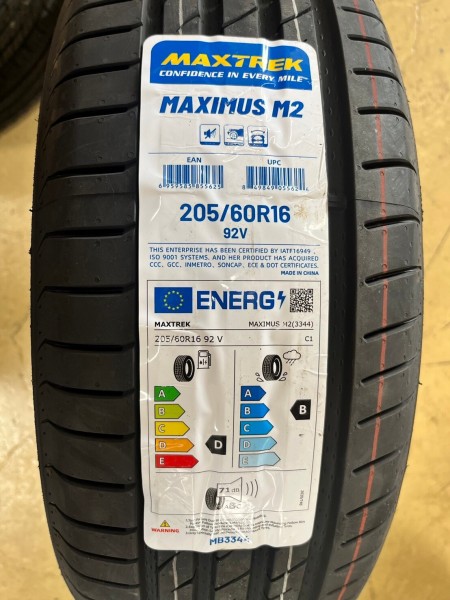 MAXTREK
CONFIDENCE IN EVERY MILE™
MAXIMUS M2
EAN
UPC
205/60R16
92V
THIS ENTERPRISE HAS BEEN CERTIFIED BY IATF16949
ISO 9001 SYSTEMS, AND HER PRODUCT HAS ACQUIRED
CCC, GCC, INMETRO, SONCAP, ECE & DOT CERTIFICATES.
MADE IN CHINA
ENERG
MAXTREK MAXIMUS M2(3344)
205/60R16 92 V C1
A A
B B B
C C
D D D
E E
71 dB
WARNING